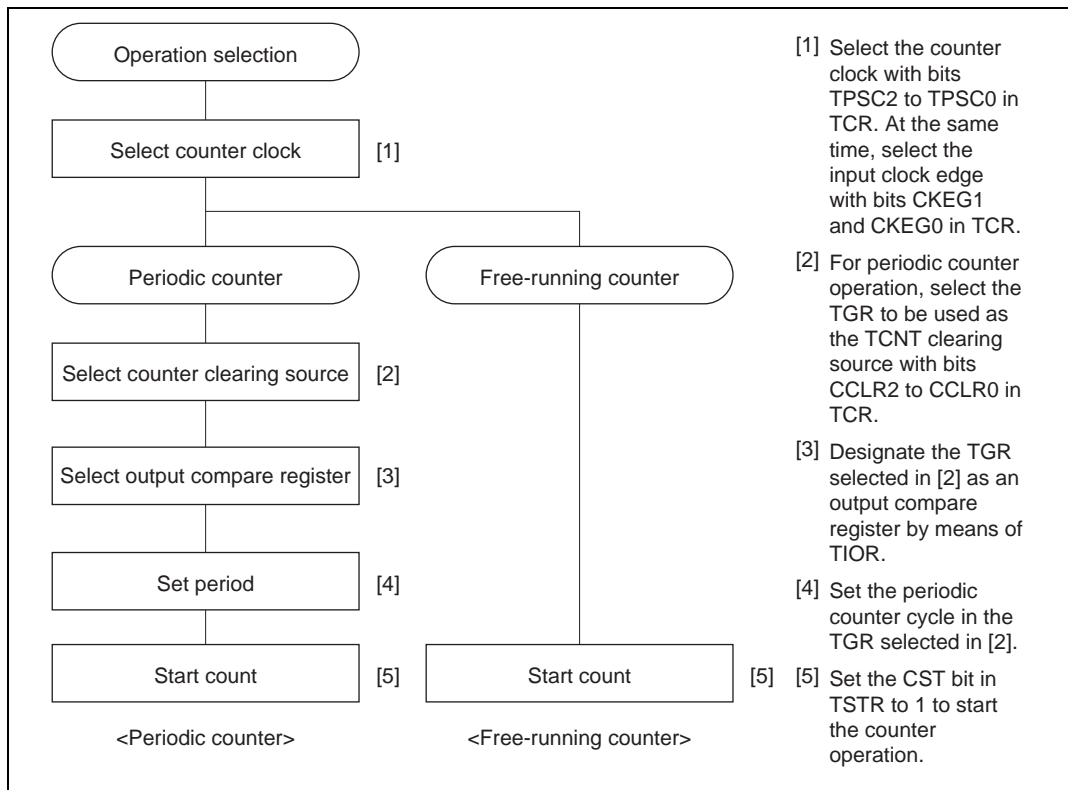 Operation selection
Select counter clock
[1]
Periodic counter
Free-running counter
Select counter clearing source
[2]
Select output compare register
[3]
Set period
[4]
Start count
[5]
Start count
[5]
<Periodic counter>
<Free-running counter>
[1] Select the counter
clock with bits
TPSC2 to TPSC0 in
TCR. At the same
time, select the
input clock edge
with bits CKEG1
and CKEG0 in TCR.
[2] For periodic counter
operation, select the
TGR to be used as
the TCNT clearing
source with bits
CCLR2 to CCLR0 in
TCR.
[3] Designate the TGR
selected in [2] as an
output compare
register by means of
TIOR.
[4] Set the periodic
counter cycle in the
TGR selected in [2].
[5] Set the CST bit in
TSTR to 1 to start
the counter
operation.